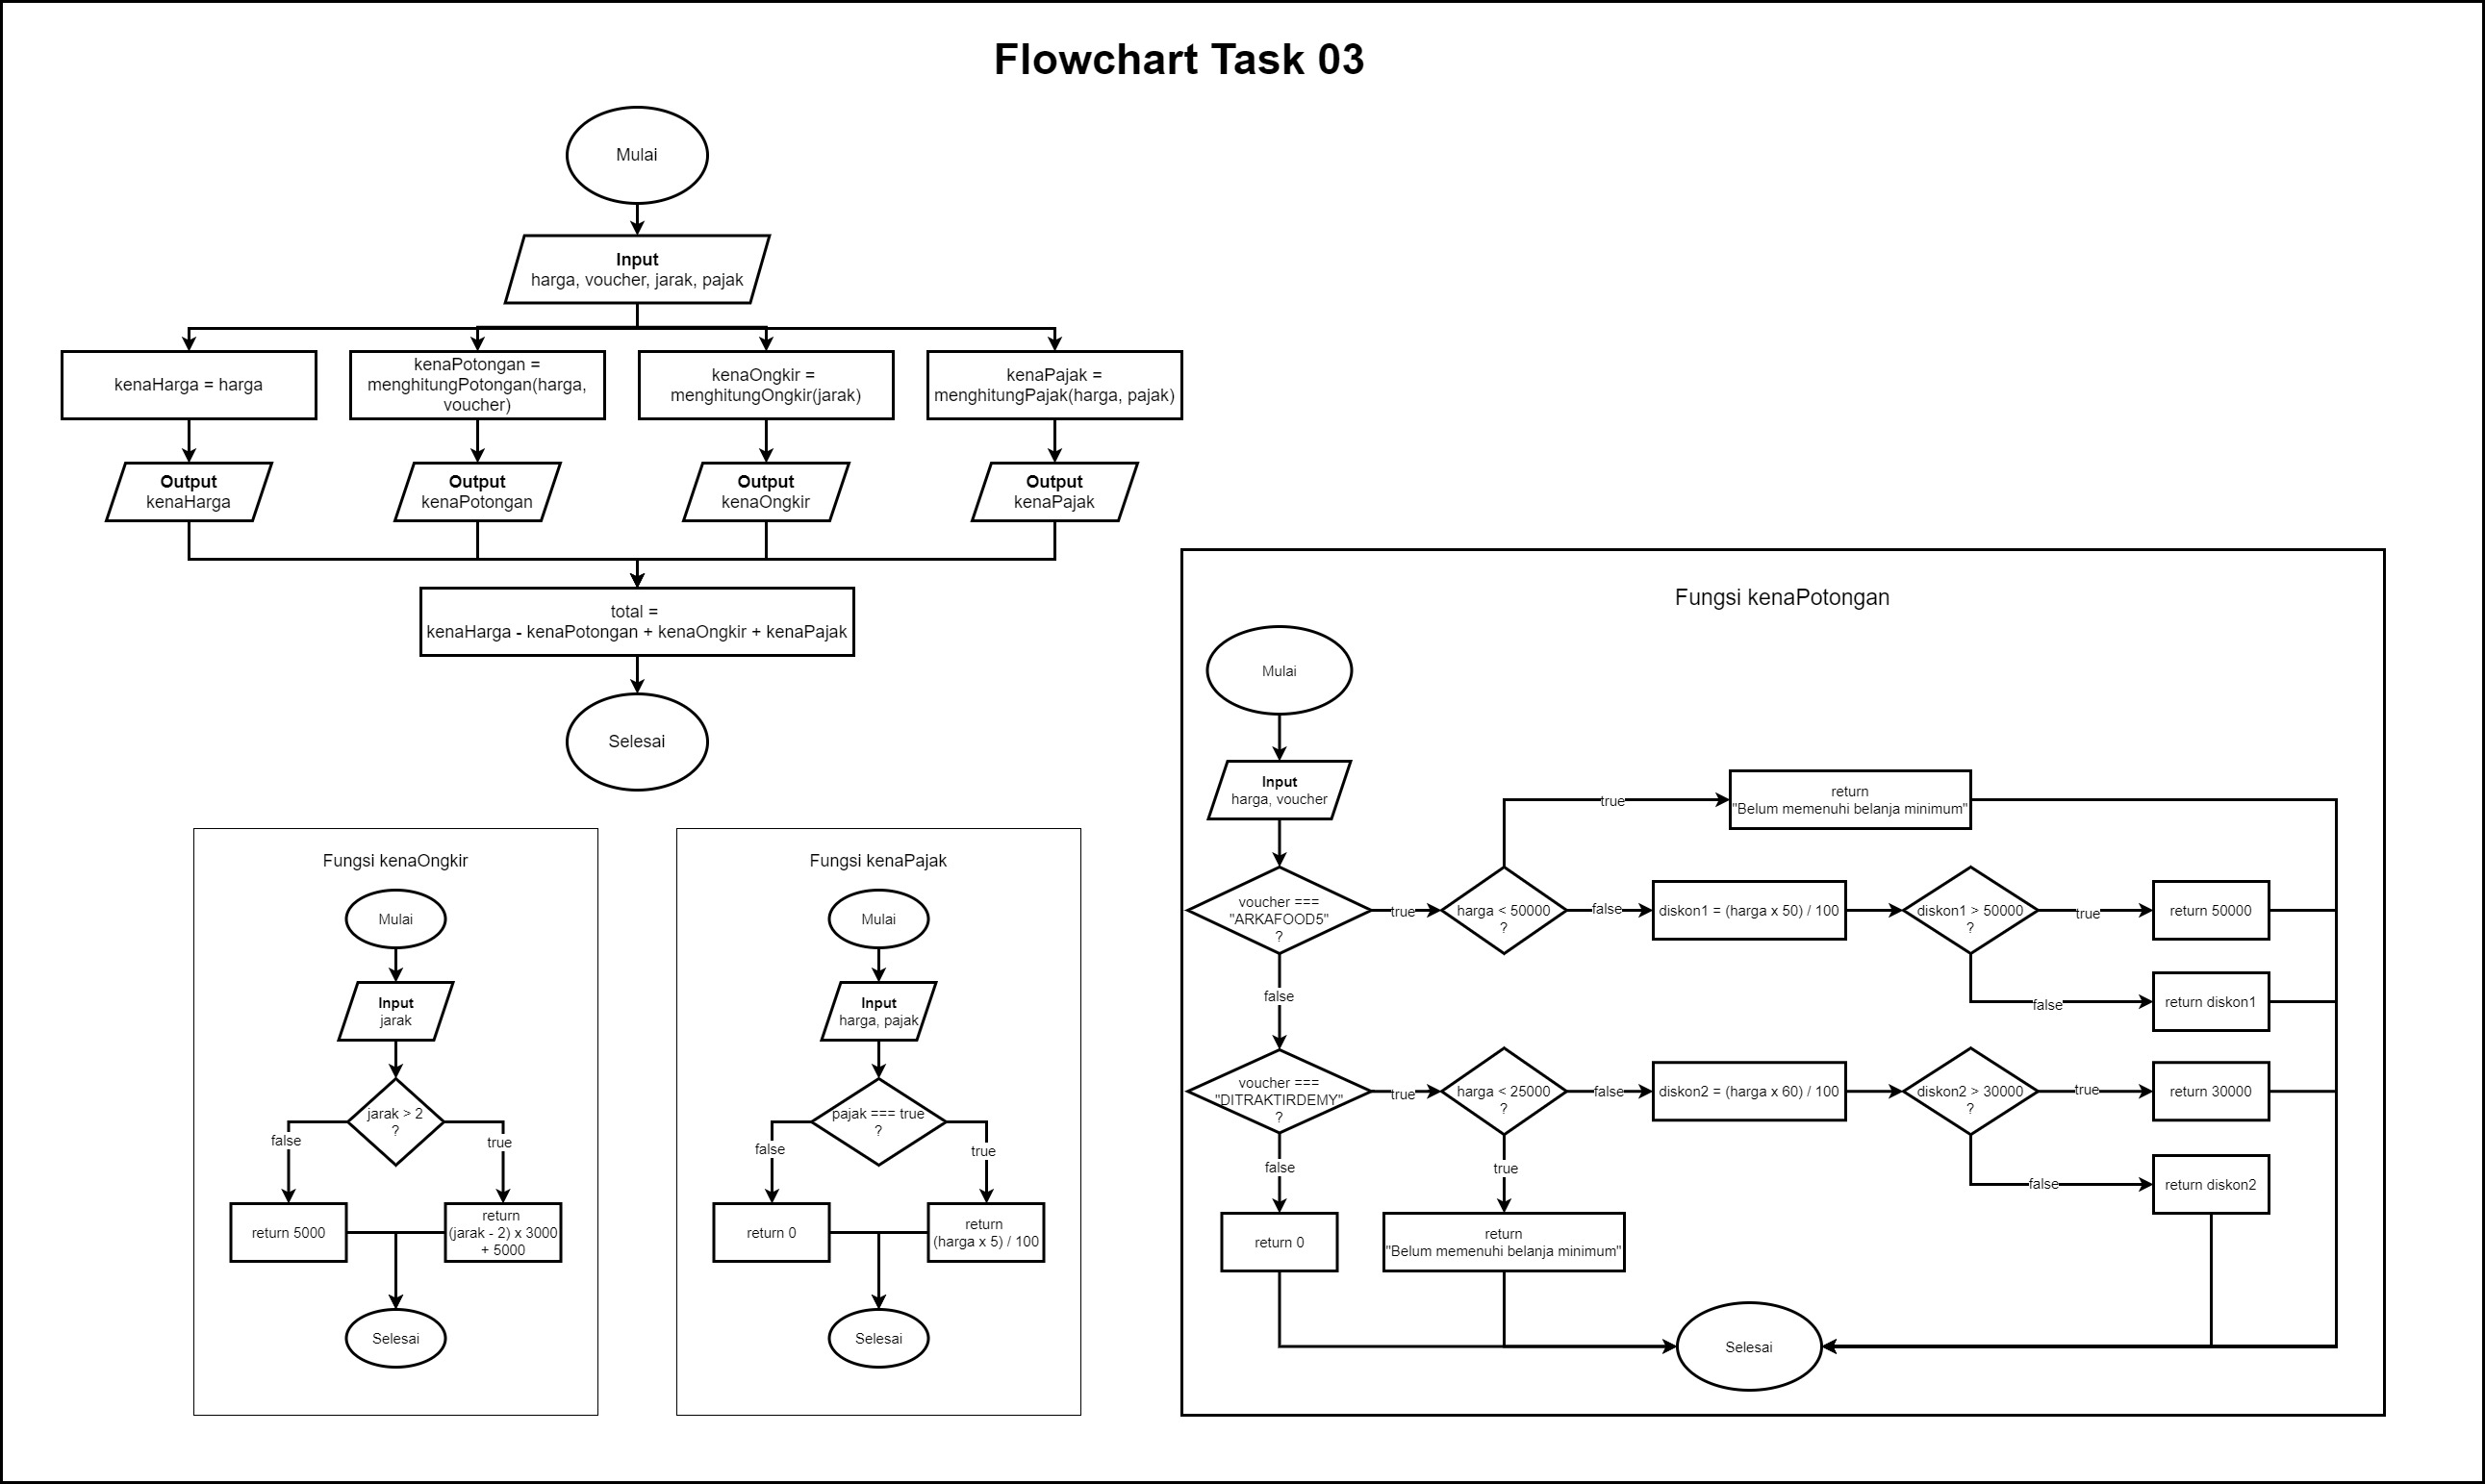 Flowchart Task 03
Mulai
Input
harga, voucher, jarak, pajak
kenaHarga = harga
kenaPotongan =
menghitungPotongan(harga,
voucher)
kenaOngkir =
menghitungOngkir(jarak)
kenaPajak =
menghitungPajak(harga, pajak)
Output
kenaHarga
Output
kenaPotongan
Output
kenaOngkir
Output
kenaPajak
total =
kenaHarga - kenaPotongan + kenaOngkir + kenaPajak
Selesai
Fungsi kenaOngkir
Mulai
Input
jarak
jarak > 2
?
false
true
return 5000
return
(jarak - 2) x 3000
+ 5000
Selesai
Fungsi kenaPajak
Mulai
Input
harga, pajak
pajak === true
?
false
true
return 0
return
(harga x 5) / 100
Selesai
Fungsi kenaPotongan
Mulai
Input
harga, voucher
voucher ===
"ARKAFOOD5"
?
true
harga < 50000
?
true
return
"Belum memenuhi belanja minimum"
false
diskon1 = (harga x 50) / 100
diskon1 > 50000
?
true
return 50000
false
return diskon1
false
voucher ===
"DITRAKTIRDEMY"
?
true
harga < 25000
?
false
diskon2 = (harga x 60) / 100
diskon2 > 30000
?
true
return 30000
false
return diskon2
false
return 0
true
return
"Belum memenuhi belanja minimum"
Selesai